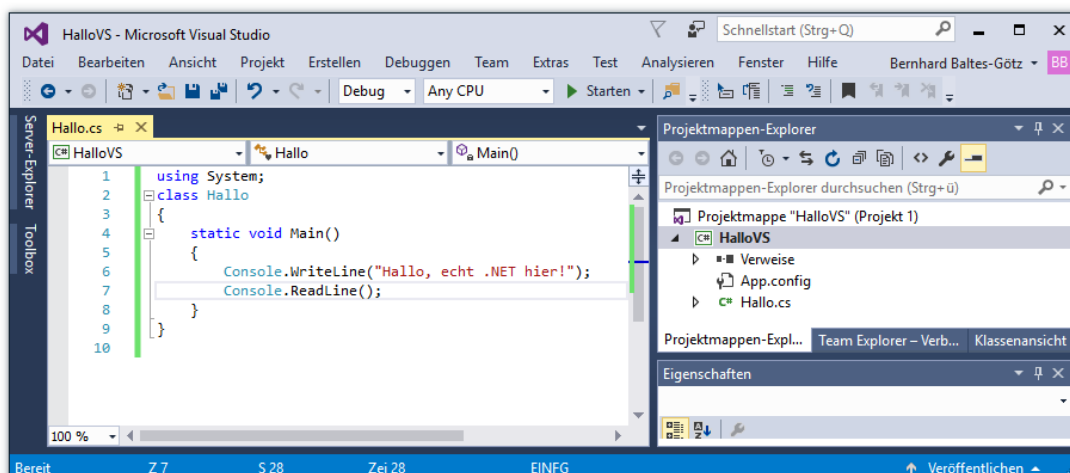 HalloVS - Microsoft Visual Studio
Schnellstart (Strg+Q)
Datei Bearbeiten Ansicht Projekt Erstellen Debuggen Team Extras Test Analysieren Fenster Hilfe Bernhard Baltes-Götz BB
Debug Any CPU Starten
Server-Explorer
Toolbox
Hallo.cs
C# HalloVS Hallo Main()
1 using System;
2 class Hallo
3 {
4 static void Main()
5 {
6 Console.WriteLine("Hallo, echt .NET hier!");
7 Console.ReadLine();
8 }
9 }
10
100 %
Projektmappen-Explorer
Projektmappen-Explorer durchsuchen (Strg+ü)
Projektmappe "HalloVS" (Projekt 1)
C# HalloVS
Verweise
App.config
C# Hallo.cs
Projektmappen-Expl... Team Explorer – Verb... Klassenansicht
Eigenschaften
Bereit Z 7 S 28 Zei 28 EINFG Veröffentlichen